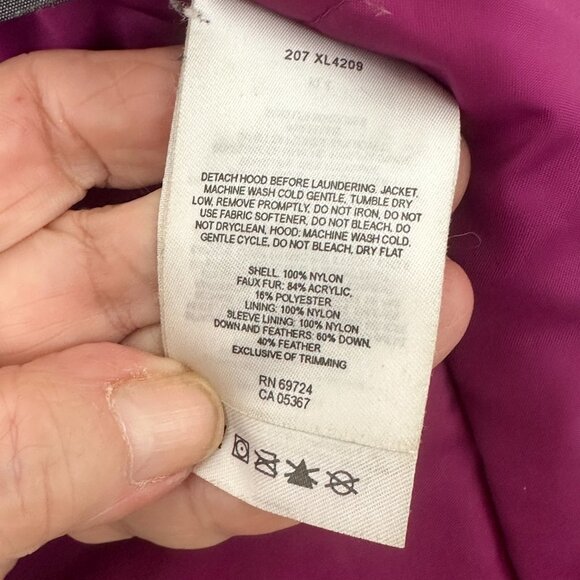 207 XL4209
DETACH HOOD BEFORE LAUNDERING. JACKET,
MACHINE WASH COLD GENTLE, TUMBLE DRY
LOW, REMOVE PROMPTLY, DO NOT IRON, DO NOT
USE FABRIC SOFTENER, DO NOT BLEACH, DO
NOT DRYCLEAN, HOOD: MACHINE WASH COLD,
GENTLE CYCLE, DO NOT BLEACH, DRY FLAT
SHELL: 100% NYLON
FAUX FUR: 84% ACRYLIC,
16% POLYESTER
LINING: 100% NYLON
SLEEVE LINING: 100% NYLON
DOWN AND FEATHERS: 60% DOWN,
40% FEATHER
EXCLUSIVE OF TRIMMING
RN 69724
CA 05367